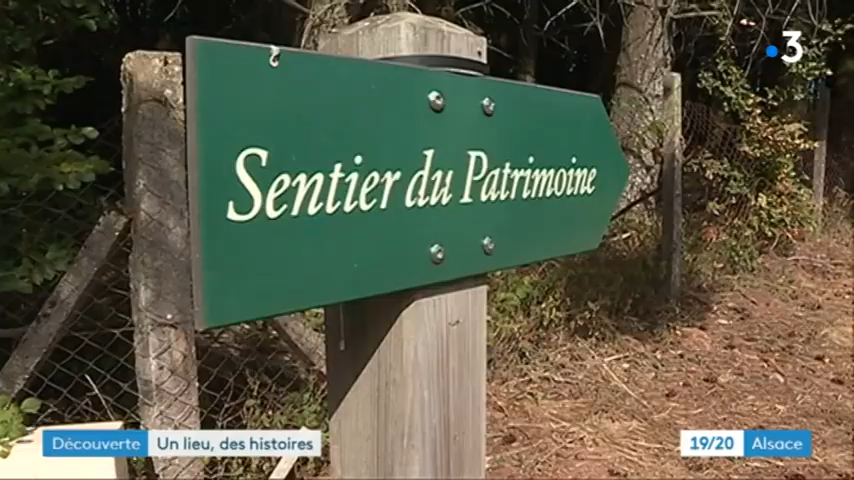 3
Sentier du Patrimoine
Découverte Un lieu, des histoires
19/20 Alsace